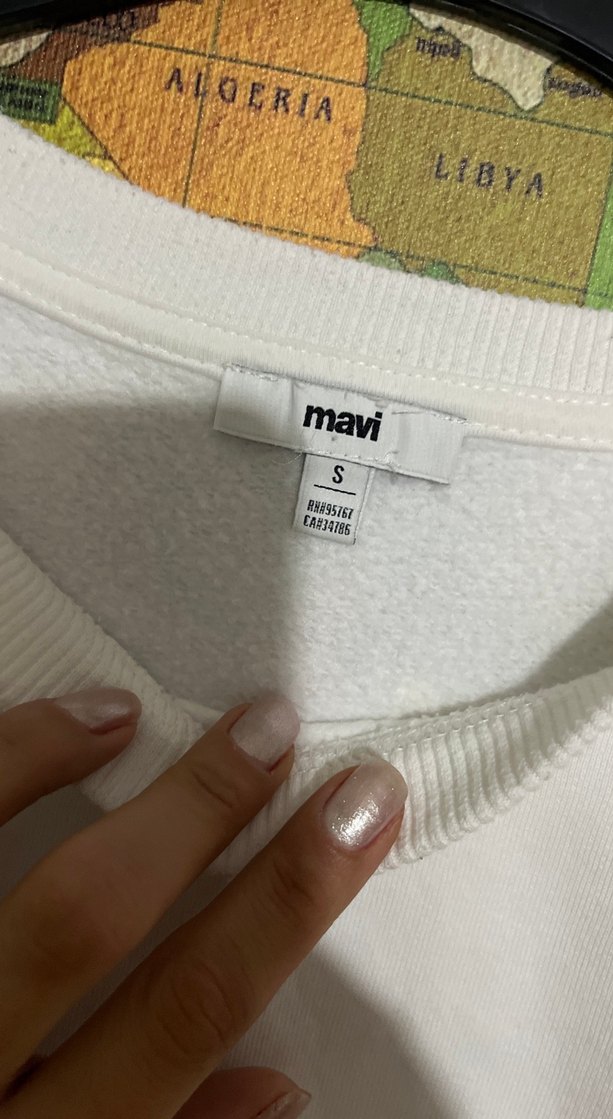 ALGERIA
LIBYA
mavi
S
RN#95767
CA#34786